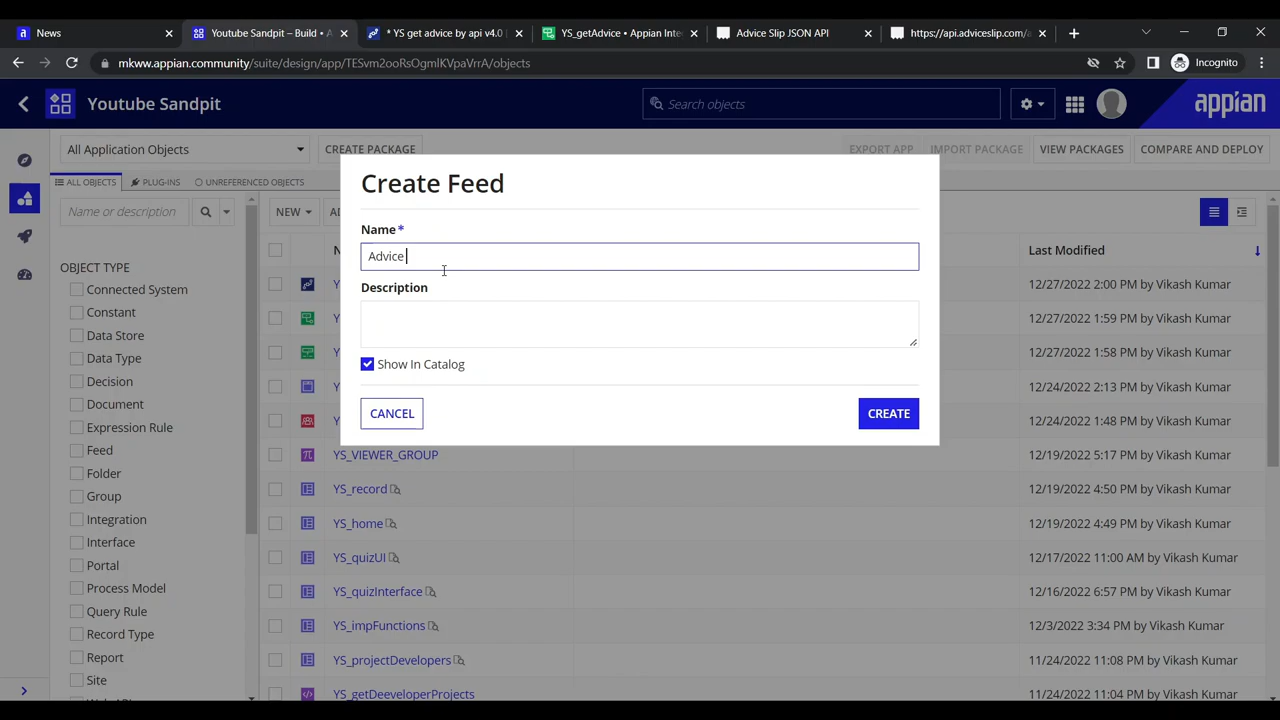 News
Youtube Sandpit – Build • A
* YS get advice by api v4.0 |
YS_getAdvice • Appian Inte
Advice Slip JSON API
https://api.adviceslip.com/a
Incognito
mkww.appian.community/suite/design/app/TESvm2ooRsOgmlKVpaVrrA/objects
Youtube Sandpit
Search objects
appian
All Application Objects
CREATE PACKAGE
EXPORT APP
IMPORT PACKAGE
VIEW PACKAGES
COMPARE AND DEPLOY
ALL OBJECTS
PLUG-INS
UNREFERENCED OBJECTS
Name or description
NEW
Create Feed
Name*
Advice
Description
Show In Catalog
CANCEL
CREATE
OBJECT TYPE
Connected System
Constant
Data Store
Data Type
Decision
Document
Expression Rule
Feed
Folder
Group
Integration
Interface
Portal
Process Model
Query Rule
Record Type
Report
Site
Last Modified
12/27/2022 2:00 PM by Vikash Kumar
12/27/2022 1:59 PM by Vikash Kumar
12/27/2022 1:58 PM by Vikash Kumar
12/24/2022 2:13 PM by Vikash Kumar
12/24/2022 1:48 PM by Vikash Kumar
YS_VIEWER_GROUP 12/19/2022 5:17 PM by Vikash Kumar
YS_record 12/19/2022 4:50 PM by Vikash Kumar
YS_home 12/19/2022 4:49 PM by Vikash Kumar
YS_quizUI 12/17/2022 11:00 AM by Vikash Kumar
YS_quizInterface 12/16/2022 6:57 PM by Vikash Kumar
YS_impFunctions 12/3/2022 3:34 PM by Vikash Kumar
YS_projectDevelopers 11/24/2022 11:08 PM by Vikash Kumar
YS_getDeeveloperProjects 11/24/2022 11:04 PM by Vikash Kumar